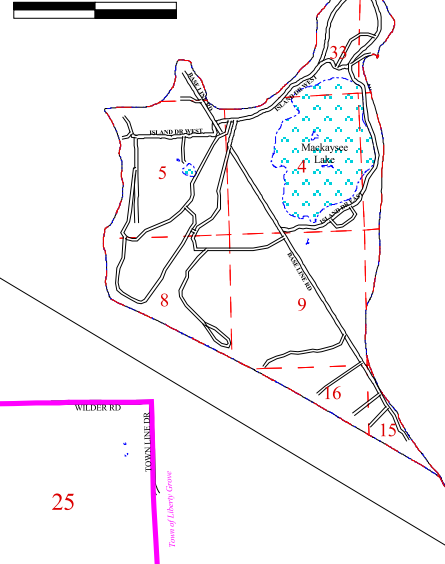 33
BASE LINE RD
ISLAND DR WEST
ISLAND DR WEST
Mackaysee
Lake
5
4
ISLAND DR EAST
BASE LINE RD
8
9
16
15
WILDER RD
TOWN LINE DR
25
Town of Liberty Grove